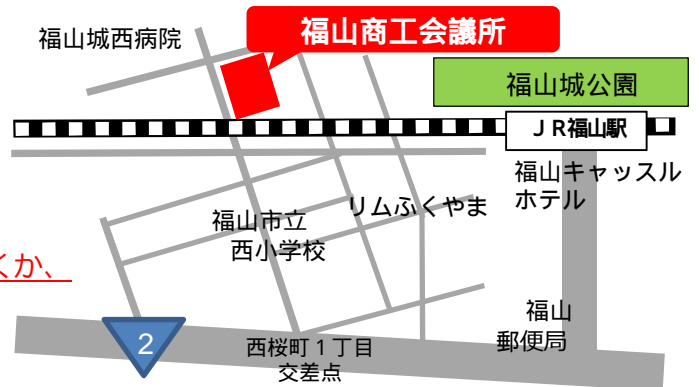 福山城西病院
福山商工会議所
福山城公園
ＪＲ福山駅
福山キャッスル
ホテル
リムふくやま
福山市立
西小学校
くか、
福山
郵便局
2
西桜町１丁目
交差点